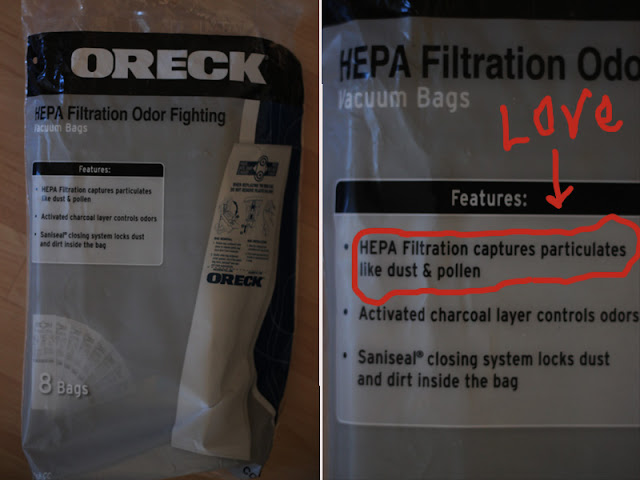 ORECK
HEPA Filtration Odor Fighting
Vacuum Bags
Features:
• HEPA Filtration captures particulates
like dust & pollen
• Activated charcoal layer controls odors
• Saniseal® closing system locks dust
and dirt inside the bag
ORECK
8 Bags
HEPA Filtration Odo
Vacuum Bags
Love
Features:
• HEPA Filtration captures particulates
like dust & pollen
• Activated charcoal layer controls odors
• Saniseal® closing system locks dust
and dirt inside the bag